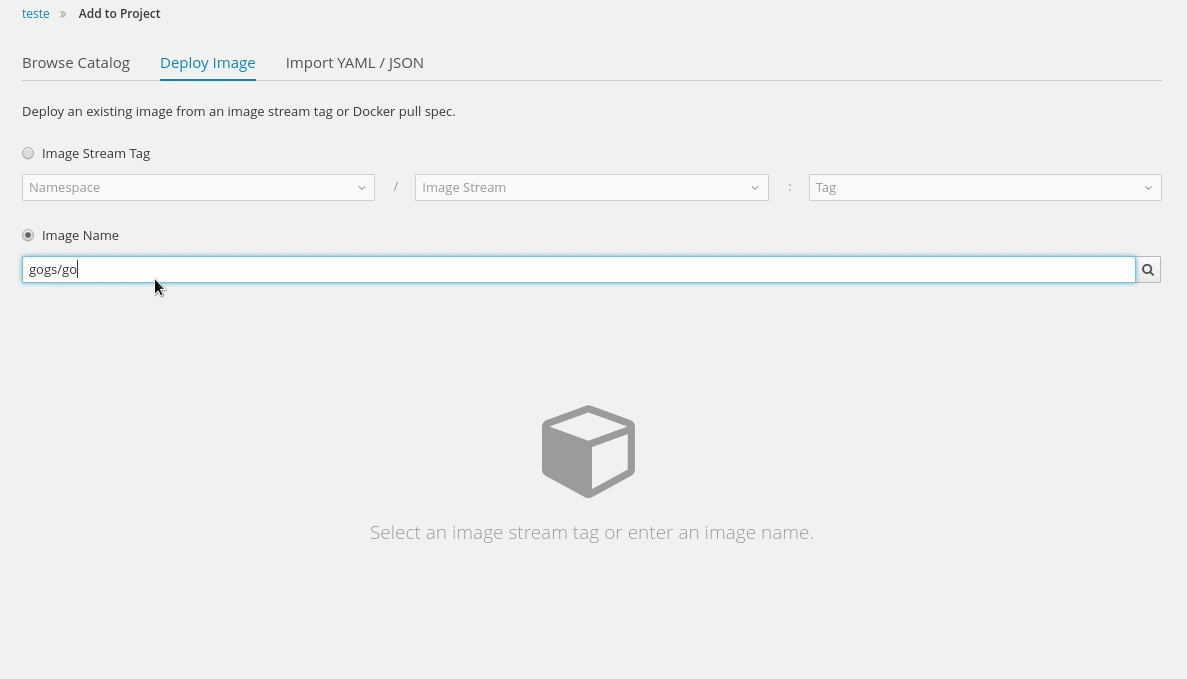 teste » Add to Project
Browse Catalog Deploy Image Import YAML / JSON
Deploy an existing image from an image stream tag or Docker pull spec.
Image Stream Tag
Namespace / Image Stream : Tag
Image Name
gogs/go
Select an image stream tag or enter an image name.